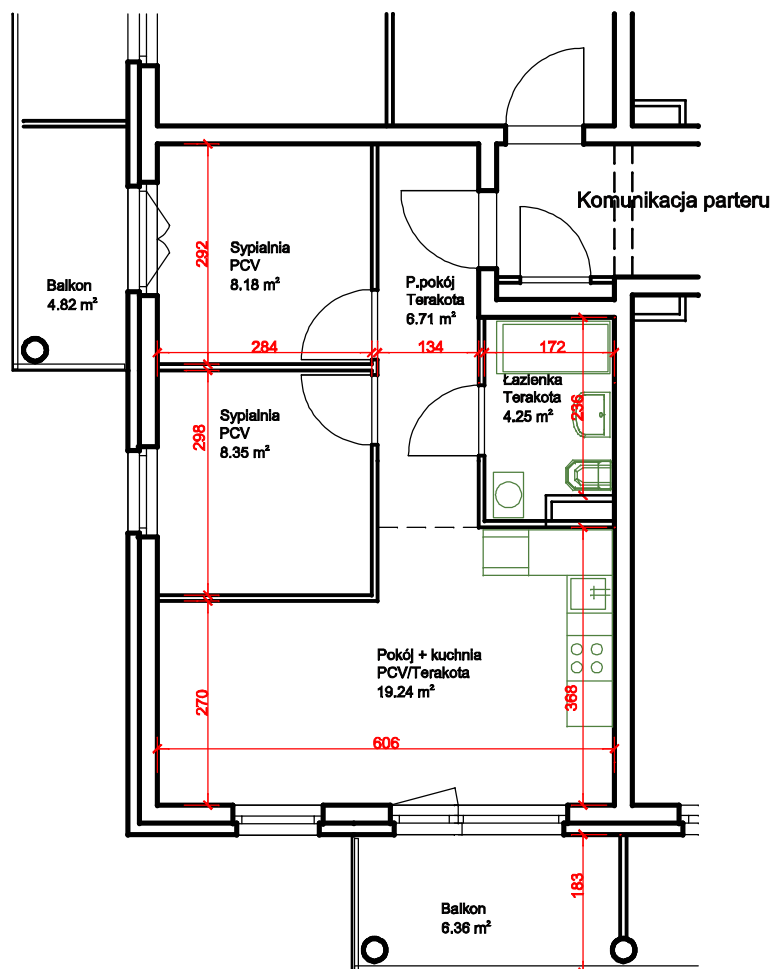 Komunikacja parteru
292
Sypialnia
PCV
8.18 m²
Balkon
4.82 m²
P.pokój
Terakota
6.71 m²
284
134
172
Łazienka
Terakota
4.25 m²
236
Sypialnia
PCV
8.35 m²
298
Pokój + kuchnia
PCV/Terakota
19.24 m²
270
368
606
183
Balkon
6.36 m²